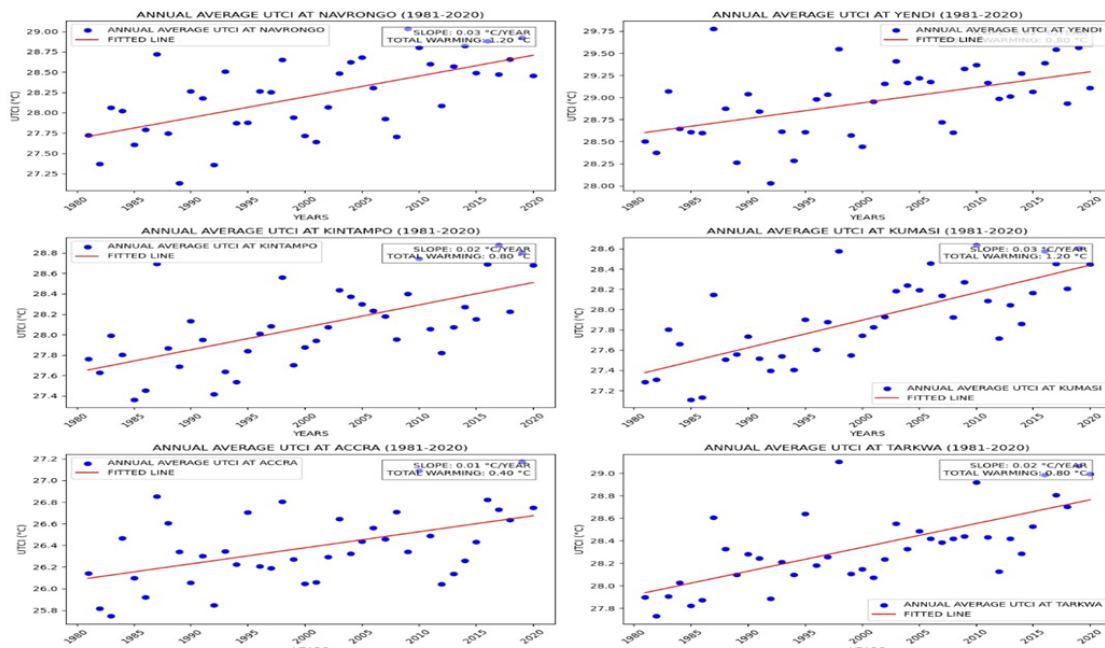 ANNUAL AVERAGE UTCI AT NAVRONGO (1981-2020)
ANNUAL AVERAGE UTCI AT NAVRONGO
FITTED LINE
SLOPE: 0.03 °C/YEAR
TOTAL WARMING: 1.20 °C
UTCI (°C)
29.00
28.75
28.50
28.25
28.00
27.75
27.50
27.25
1980 1985 1990 1995 2000 2005 2010 2015 2020
YEARS
ANNUAL AVERAGE UTCI AT YENDI (1981-2020)
ANNUAL AVERAGE UTCI AT YENDI
FITTED LINE
UTCI (°C)
29.75
29.50
29.25
29.00
28.75
28.50
28.25
28.00
1980 1985 1990 1995 2000 2005 2010 2015 2020
YEARS
ANNUAL AVERAGE UTCI AT KINTAMPO (1981-2020)
ANNUAL AVERAGE UTCI AT KINTAMPO
FITTED LINE
SLOPE: 0.02 °C/YEAR
TOTAL WARMING: 0.80 °C
UTCI (°C)
28.8
28.6
28.4
28.2
28.0
27.8
27.6
27.4
1980 1985 1990 1995 2000 2005 2010 2015 2020
YEARS
ANNUAL AVERAGE UTCI AT KUMASI (1981-2020)
SLOPE: 0.03 °C/YEAR
TOTAL WARMING: 1.20 °C
UTCI (°C)
28.6
28.4
28.2
28.0
27.8
27.6
27.4
27.2
ANNUAL AVERAGE UTCI AT KUMASI
FITTED LINE
1980 1985 1990 1995 2000 2005 2010 2015 2020
YEARS
ANNUAL AVERAGE UTCI AT ACCRA (1981-2020)
ANNUAL AVERAGE UTCI AT ACCRA
FITTED LINE
SLOPE: 0.01 °C/YEAR
TOTAL WARMING: 0.40 °C
UTCI (°C)
27.2
27.0
26.8
26.6
26.4
26.2
26.0
25.8
1980 1985 1990 1995 2000 2005 2010 2015 2020
ANNUAL AVERAGE UTCI AT TARKWA (1981-2020)
SLOPE: 0.02 °C/YEAR
TOTAL WARMING: 0.80 °C
UTCI (°C)
29.0
28.8
28.6
28.4
28.2
28.0
27.8
ANNUAL AVERAGE UTCI AT TARKWA
FITTED LINE
1980 1985 1990 1995 2000 2005 2010 2015 2020